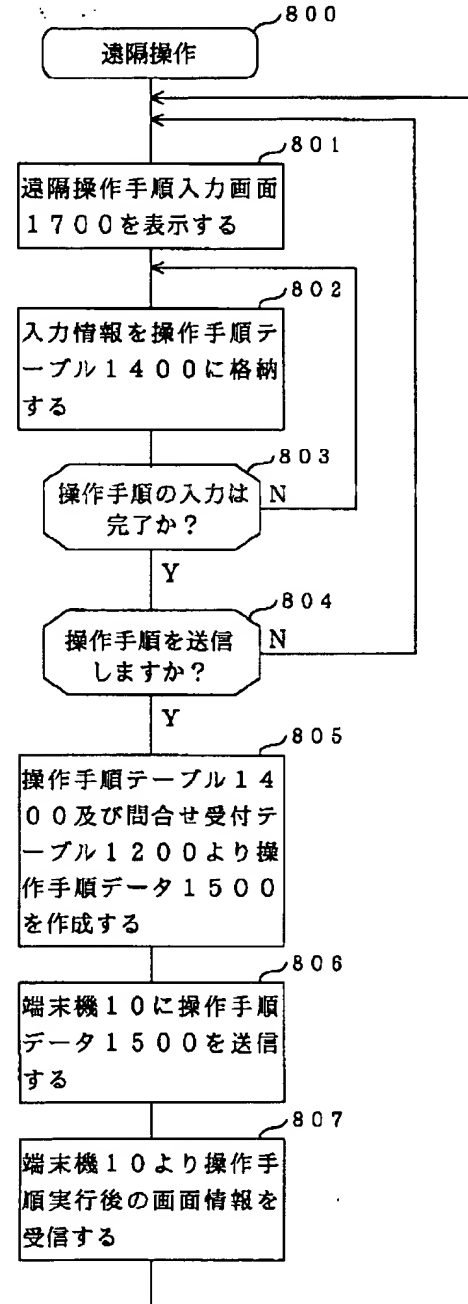 800
遠隔操作
801
遠隔操作手順入力画面
1700を表示する
802
入力情報を操作手順テ
ーブル1400に格納
する
803
操作手順の入力は
完了か？
N
Y
804
操作手順を送信
しますか？
N
Y
805
操作手順テーブル14
00及び問合せ受付テ
ーブル1200より操
作手順データ1500
を作成する
806
端末機10に操作手順
データ1500を送信
する
807
端末機10より操作手
順実行後の画面情報を
受信する